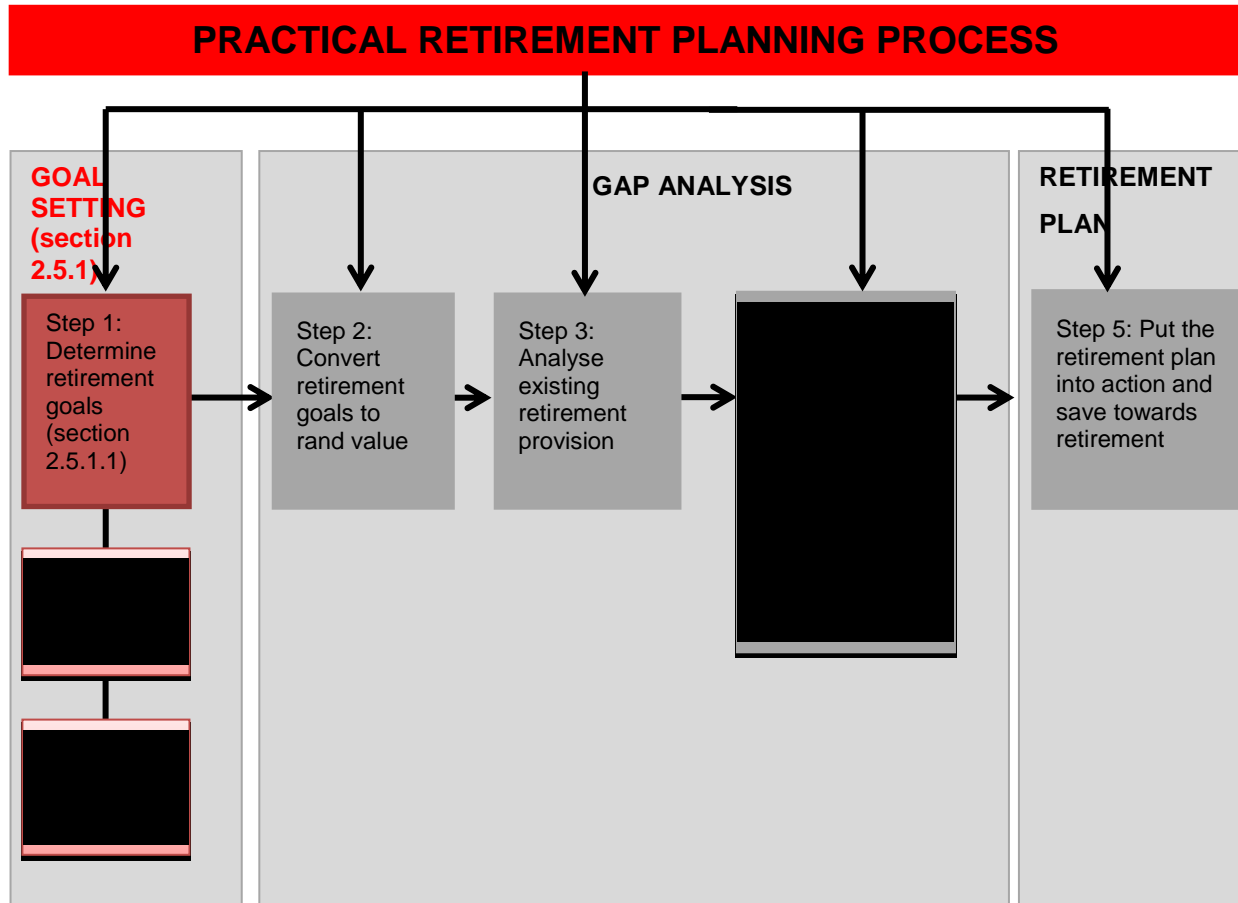 PRACTICAL RETIREMENT PLANNING PROCESS
GOAL
SETTING
(section
2.5.1)
GAP ANALYSIS
RETIREMENT
PLAN
Step 1:
Determine
retirement
goals
(section
2.5.1.1)
Step 2:
Convert
retirement
goals to
rand value
Step 3:
Analyse
existing
retirement
provision
Step 5: Put the
retirement plan
into action and
save towards
retirement